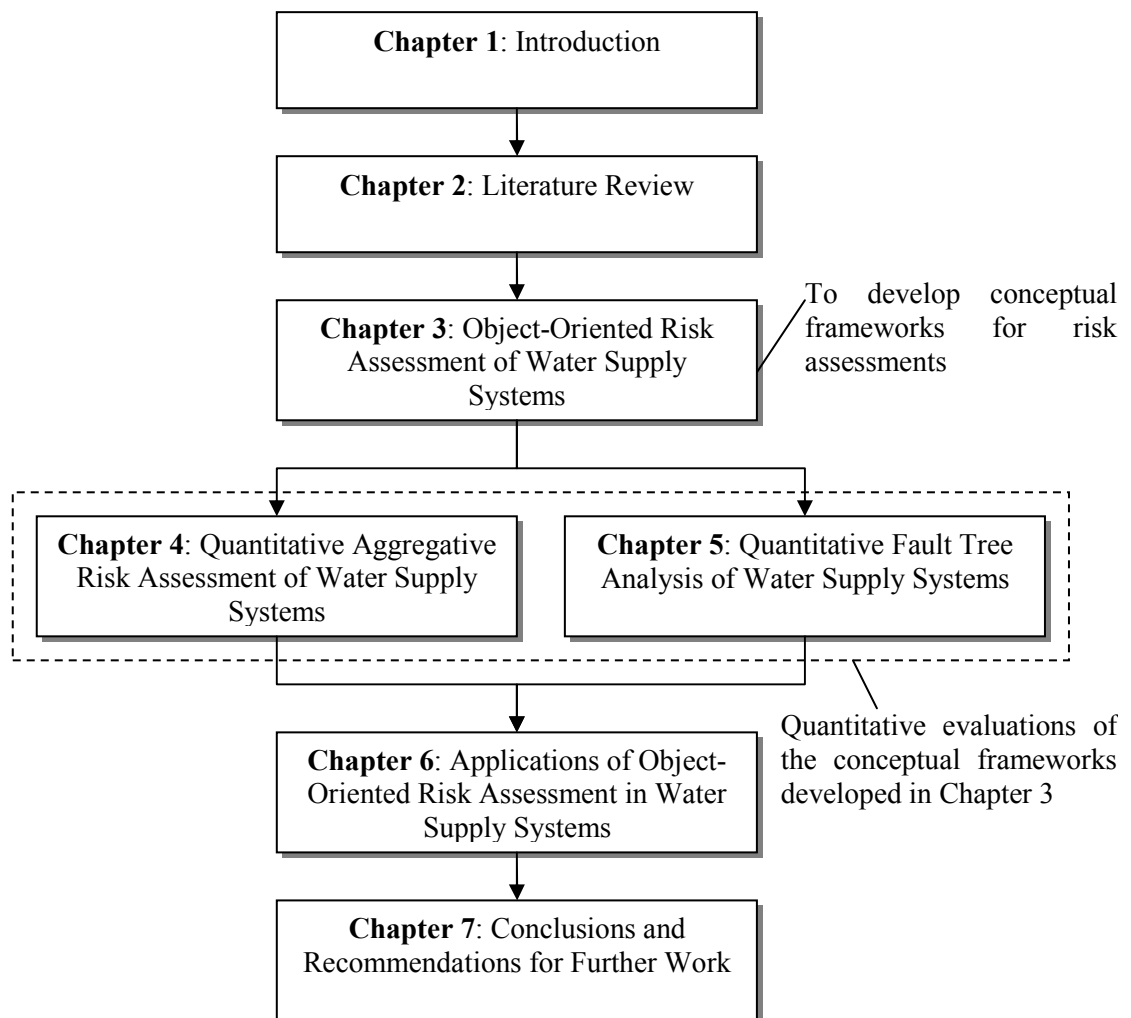 Chapter 1: Introduction
Chapter 2: Literature Review
Chapter 3: Object-Oriented Risk
Assessment of Water Supply
Systems
To develop conceptual
frameworks for risk
assessments
Chapter 4: Quantitative Aggregative
Risk Assessment of Water Supply
Systems
Chapter 5: Quantitative Fault Tree
Analysis of Water Supply Systems
Quantitative evaluations of
the conceptual frameworks
developed in Chapter 3
Chapter 6: Applications of Object-
Oriented Risk Assessment in Water
Supply Systems
Chapter 7: Conclusions and
Recommendations for Further Work